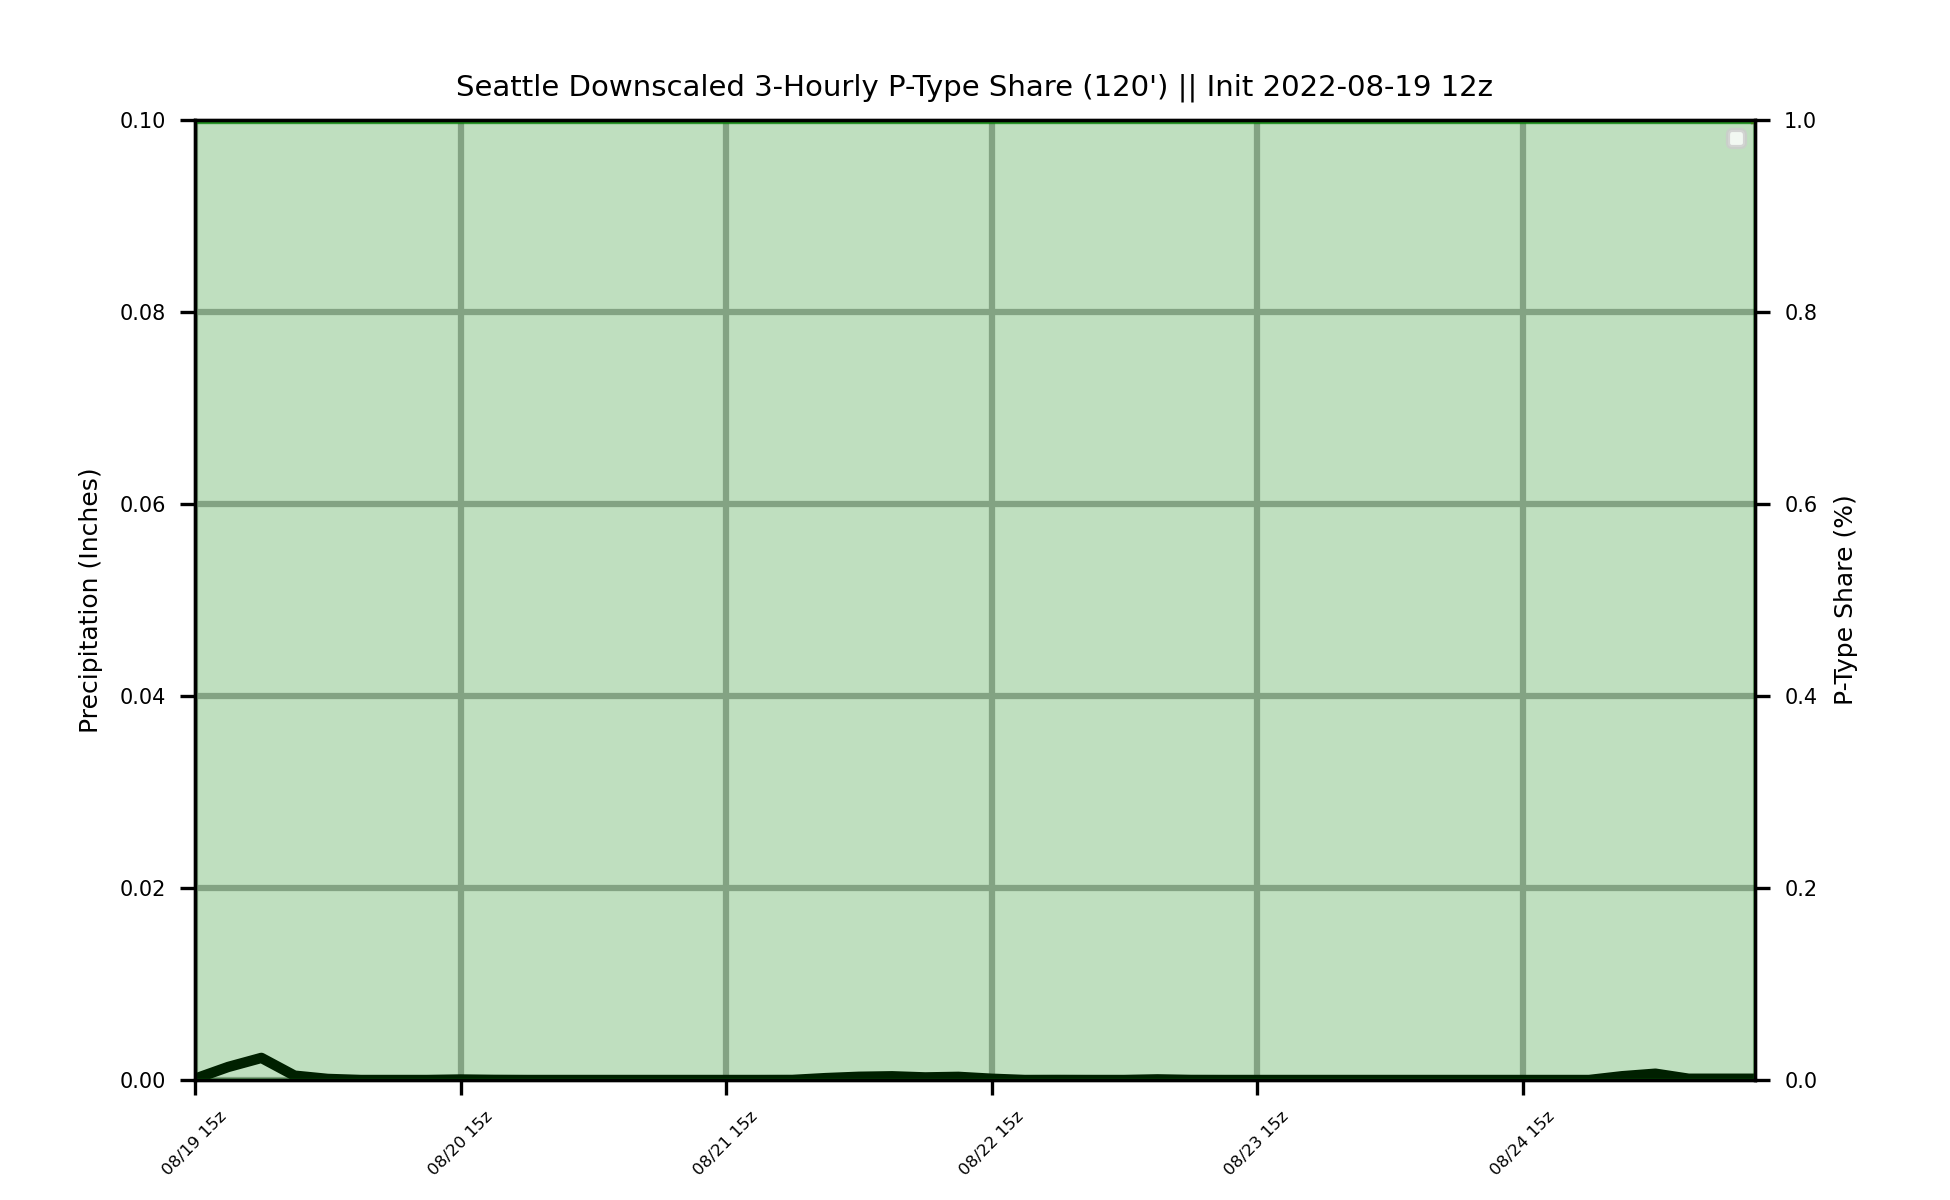 Seattle Downscaled 3-Hourly P-Type Share (120') || Init 2022-08-19 12z
Precipitation (Inches)
0.10
0.08
0.06
0.04
0.02
0.00
1.0
0.8
0.6
0.4
0.2
0.0
P-Type Share (%)
08/19 15z
08/20 15z
08/21 15z
08/22 15z
08/23 15z
08/24 15z